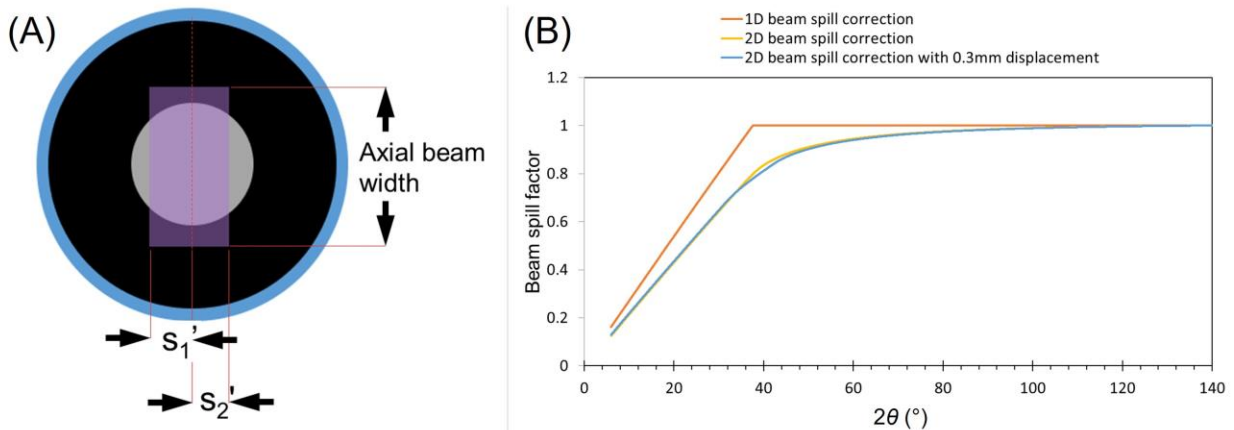 (A)
Axial beam
width
s₁'
s₂'
(B)
1D beam spill correction
2D beam spill correction
2D beam spill correction with 0.3mm displacement
Beam spill factor
1.2
1
0.8
0.6
0.4
0.2
0
0 20 40 60 80 100 120 140
2θ (°)